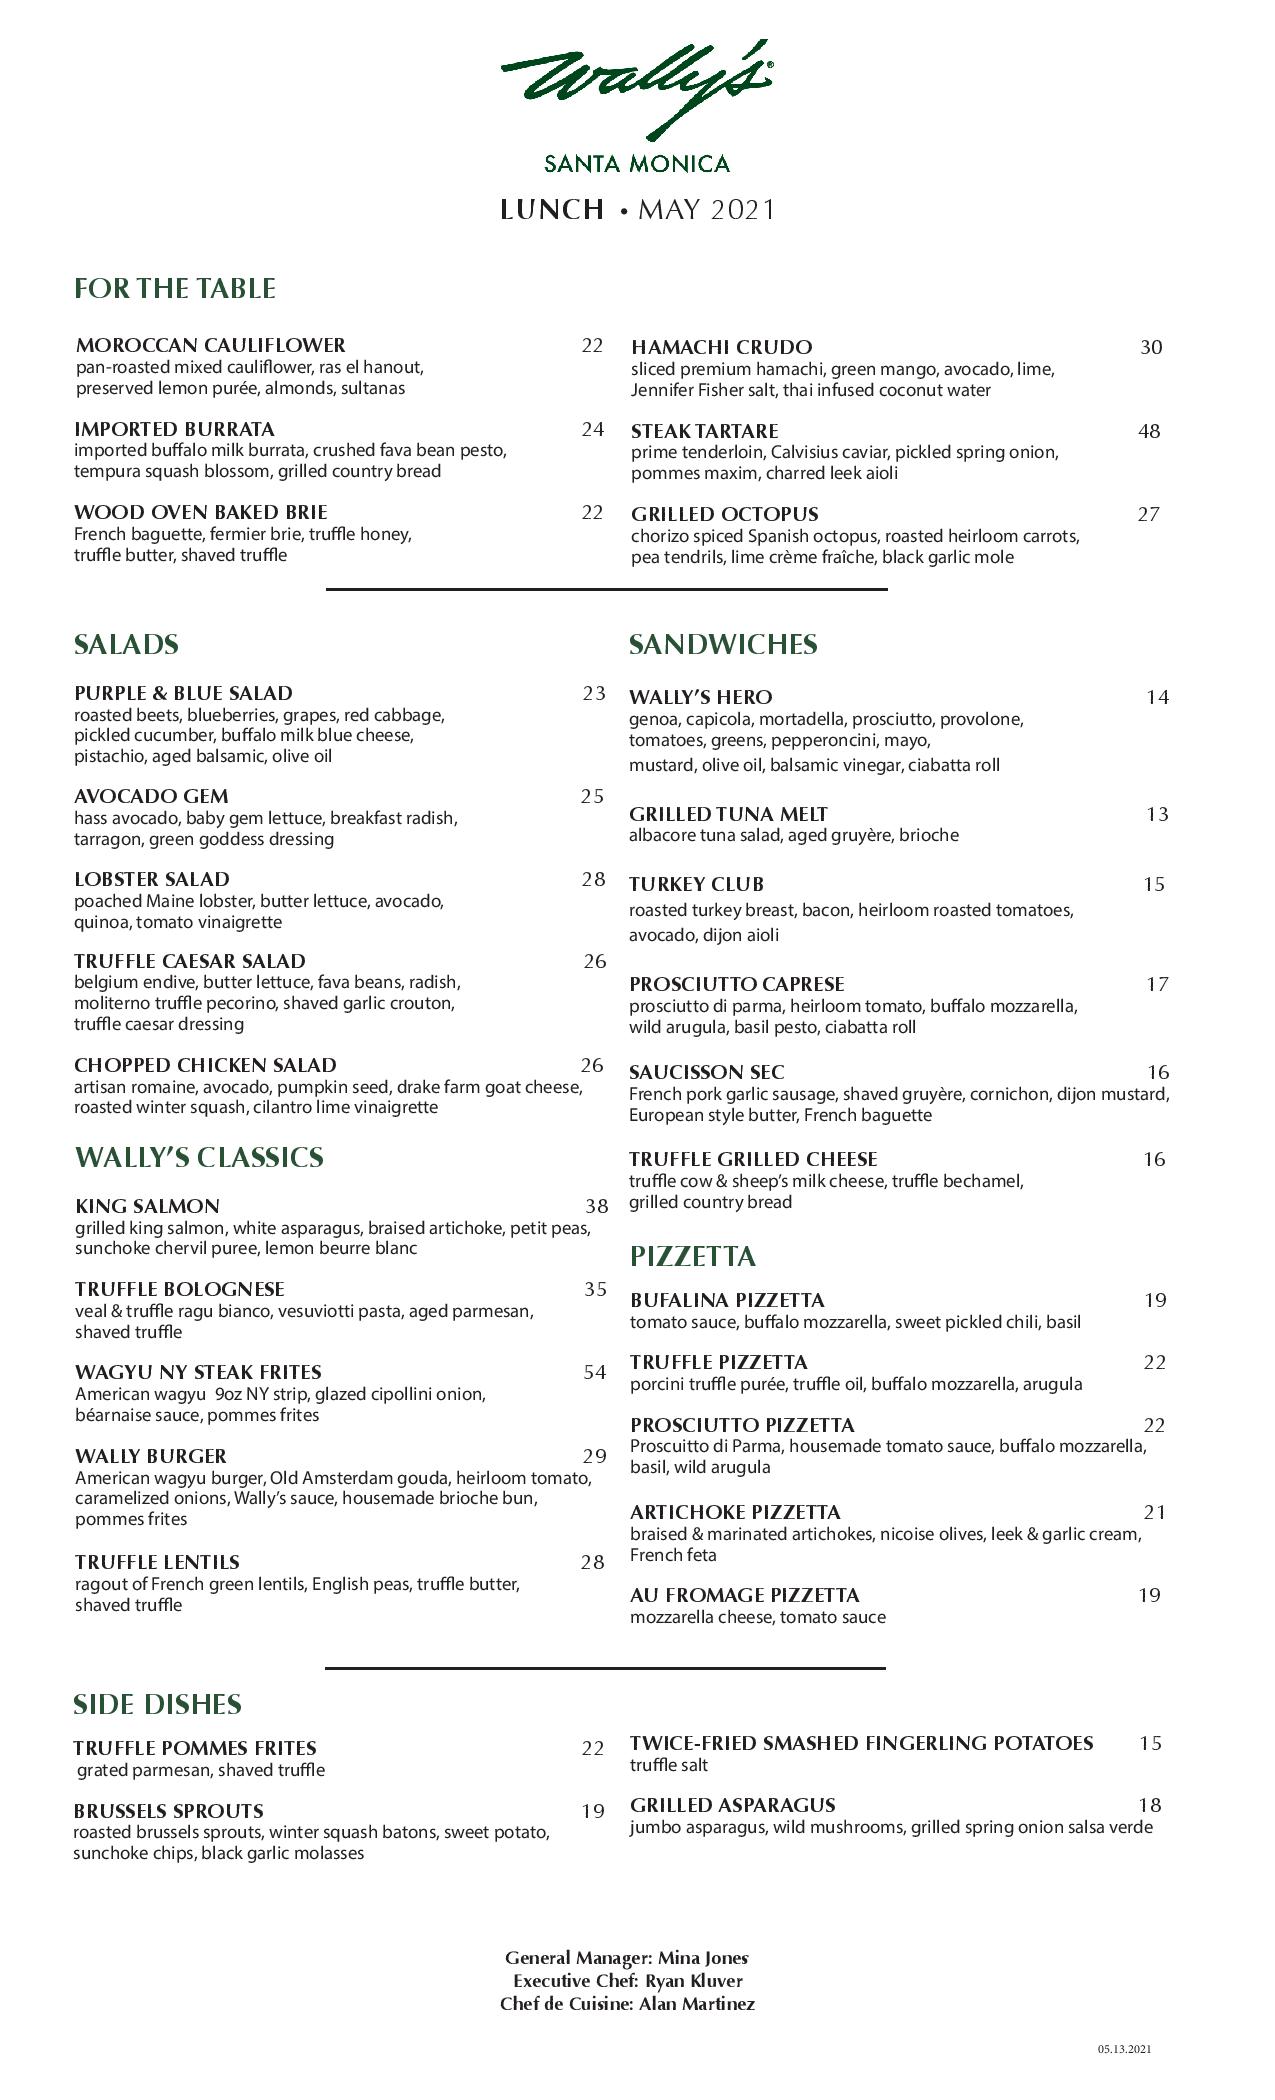 Wally's®
SANTA MONICA
LUNCH • MAY 2021
FOR THE TABLE
MOROCCAN CAULIFLOWER 22
pan-roasted mixed cauliflower, ras el hanout,
preserved lemon purée, almonds, sultanas
IMPORTED BURRATA 24
imported buffalo milk burrata, crushed fava bean pesto,
tempura squash blossom, grilled country bread
WOOD OVEN BAKED BRIE 22
French baguette, fermier brie, truffle honey,
truffle butter, shaved truffle
HAMACHI CRUDO 30
sliced premium hamachi, green mango, avocado, lime,
Jennifer Fisher salt, thai infused coconut water
STEAK TARTARE 48
prime tenderloin, Calvisius caviar, pickled spring onion,
pommes maxim, charred leek aioli
GRILLED OCTOPUS 27
chorizo spiced Spanish octopus, roasted heirloom carrots,
pea tendrils, lime crème fraîche, black garlic mole
SALADS
PURPLE & BLUE SALAD 23
roasted beets, blueberries, grapes, red cabbage,
pickled cucumber, buffalo milk blue cheese,
pistachio, aged balsamic, olive oil
AVOCADO GEM 25
hass avocado, baby gem lettuce, breakfast radish,
tarragon, green goddess dressing
LOBSTER SALAD 28
poached Maine lobster, butter lettuce, avocado,
quinoa, tomato vinaigrette
TRUFFLE CAESAR SALAD 26
belgium endive, butter lettuce, fava beans, radish,
moliterno truffle pecorino, shaved garlic crouton,
truffle caesar dressing
CHOPPED CHICKEN SALAD 26
artisan romaine, avocado, pumpkin seed, drake farm goat cheese,
roasted winter squash, cilantro lime vinaigrette
WALLY'S CLASSICS
KING SALMON 38
grilled king salmon, white asparagus, braised artichoke, petit peas,
sunchoke chervil puree, lemon beurre blanc
TRUFFLE BOLOGNESE 35
veal & truffle ragu bianco, vesuviotti pasta, aged parmesan,
shaved truffle
WAGYU NY STEAK FRITES 54
American wagyu 9oz NY strip, glazed cipollini onion,
béarnaise sauce, pommes frites
WALLY BURGER 29
American wagyu burger, Old Amsterdam gouda, heirloom tomato,
caramelized onions, Wally's sauce, housemade brioche bun,
pommes frites
TRUFFLE LENTILS 28
ragout of French green lentils, English peas, truffle butter,
shaved truffle
SANDWICHES
WALLY'S HERO 14
genoa, capicola, mortadella, prosciutto, provolone,
tomatoes, greens, pepperoncini, mayo,
mustard, olive oil, balsamic vinegar, ciabatta roll
GRILLED TUNA MELT 13
albacore tuna salad, aged gruyère, brioche
TURKEY CLUB 15
roasted turkey breast, bacon, heirloom roasted tomatoes,
avocado, dijon aioli
PROSCIUTTO CAPRESE 17
prosciutto di parma, heirloom tomato, buffalo mozzarella,
wild arugula, basil pesto, ciabatta roll
SAUCISSON SEC 16
French pork garlic sausage, shaved gruyère, cornichon, dijon mustard,
European style butter, French baguette
TRUFFLE GRILLED CHEESE 16
truffle cow & sheep's milk cheese, truffle bechamel,
grilled country bread
PIZZETTA
BUFALINA PIZZETTA 19
tomato sauce, buffalo mozzarella, sweet pickled chili, basil
TRUFFLE PIZZETTA 22
porcini truffle purée, truffle oil, buffalo mozzarella, arugula
PROSCIUTTO PIZZETTA 22
Proscuitto di Parma, housemade tomato sauce, buffalo mozzarella,
basil, wild arugula
ARTICHOKE PIZZETTA 21
braised & marinated artichokes, nicoise olives, leek & garlic cream,
French feta
AU FROMAGE PIZZETTA 19
mozzarella cheese, tomato sauce
SIDE DISHES
TRUFFLE POMMES FRITES 22
grated parmesan, shaved truffle
BRUSSELS SPROUTS 19
roasted brussels sprouts, winter squash batons, sweet potato,
sunchoke chips, black garlic molasses
TWICE-FRIED SMASHED FINGERLING POTATOES 15
truffle salt
GRILLED ASPARAGUS 18
jumbo asparagus, wild mushrooms, grilled spring onion salsa verde
General Manager: Mina Jones
Executive Chef: Ryan Kluver
Chef de Cuisine: Alan Martinez
05.13.2021